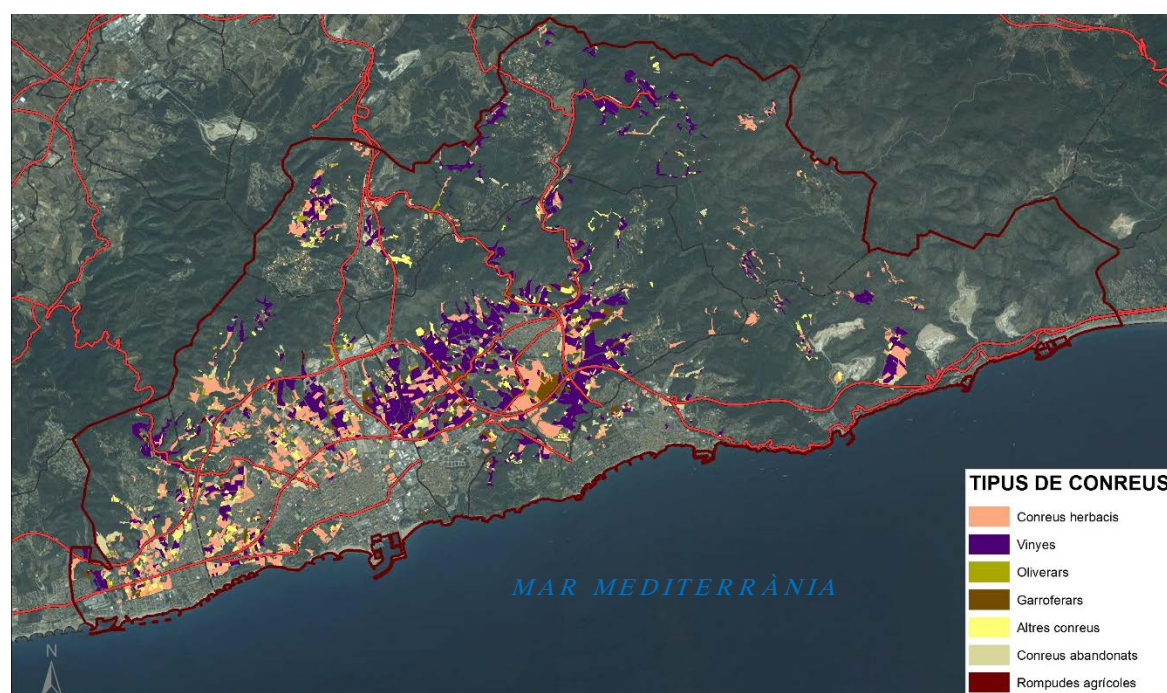 MAR MEDITERRÀNIA
N
TIPUS DE CONREUS
Conreus herbacis
Vinyes
Oliverars
Garroferars
Altres conreus
Conreus abandonats
Rompudes agrícoles